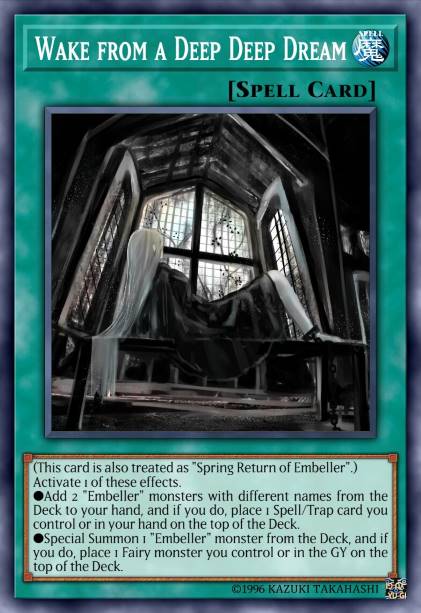 WAKE FROM A DEEP DEEP DREAM
SPELL
魔
[SPELL CARD]
(This card is also treated as "Spring Return of Embeller".)
Activate 1 of these effects.
●Add 2 "Embeller" monsters with different names from the
Deck to your hand, and if you do, place 1 Spell/Trap card you
control or in your hand on the top of the Deck.
●Special Summon 1 "Embeller" monster from the Deck, and if
you do, place 1 Fairy monster you control or in the GY on the
top of the Deck.
©1996 KAZUKI TAKAHASHI